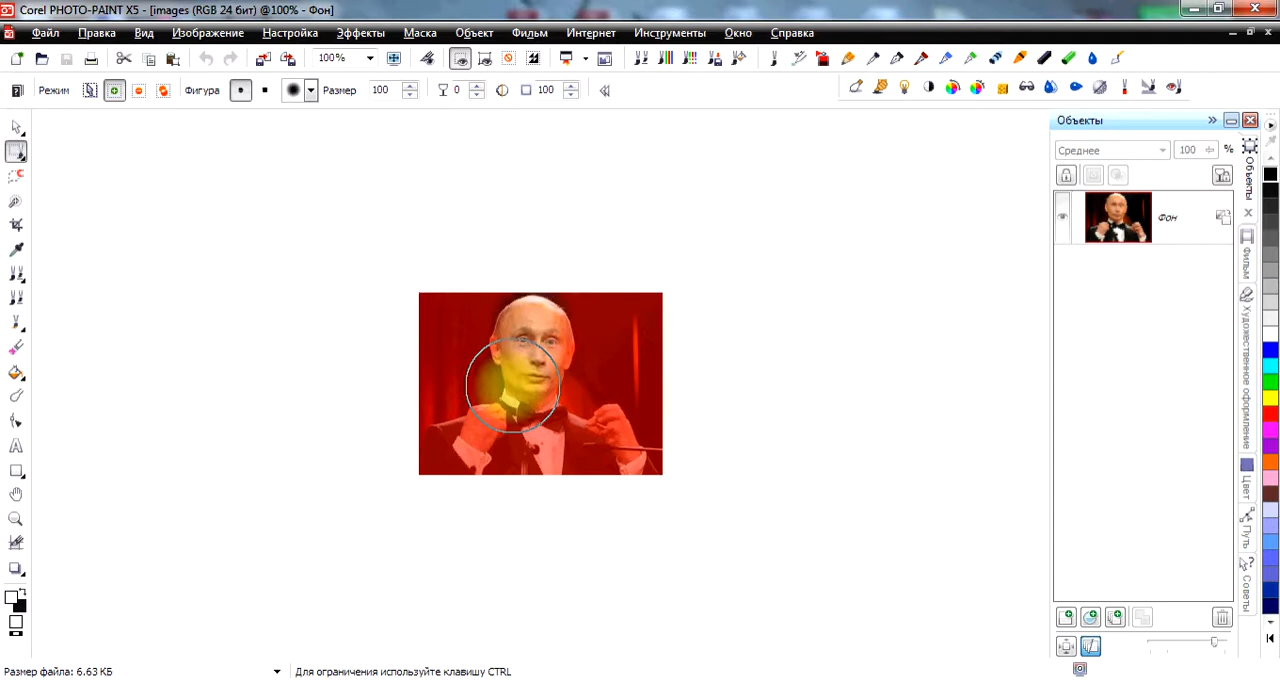 Corel PHOTO-PAINT X5 - [images (RGB 24 бит) @100% - Фон]
Файл Правка Вид Изображение Настройка Эффекты Маска Объект Фильм Интернет Инструменты Окно Справка
100%
Режим Фигура Размер 100 0 100
Объекты
Среднее 100 %
Фон
Объекты
Фильм
Художественное оформление
Цвет
Путь
Советы
Размер файла: 6.63 КБ Для ограничения используйте клавишу CTRL